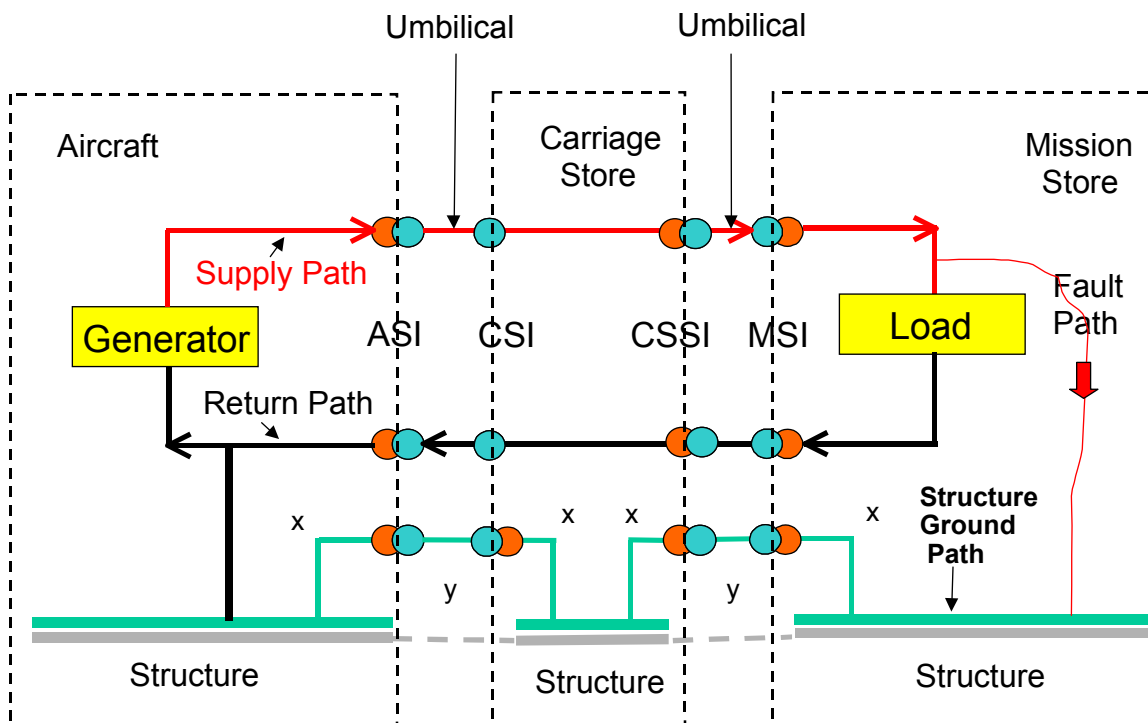 Umbilical
Umbilical
Aircraft
Carriage
Store
Mission
Store
Supply Path
Fault
Path
Generator
ASI
CSI
CSSI
MSI
Load
Return Path
x
x
x
x
Structure
Ground
Path
y
y
Structure
Structure
Structure